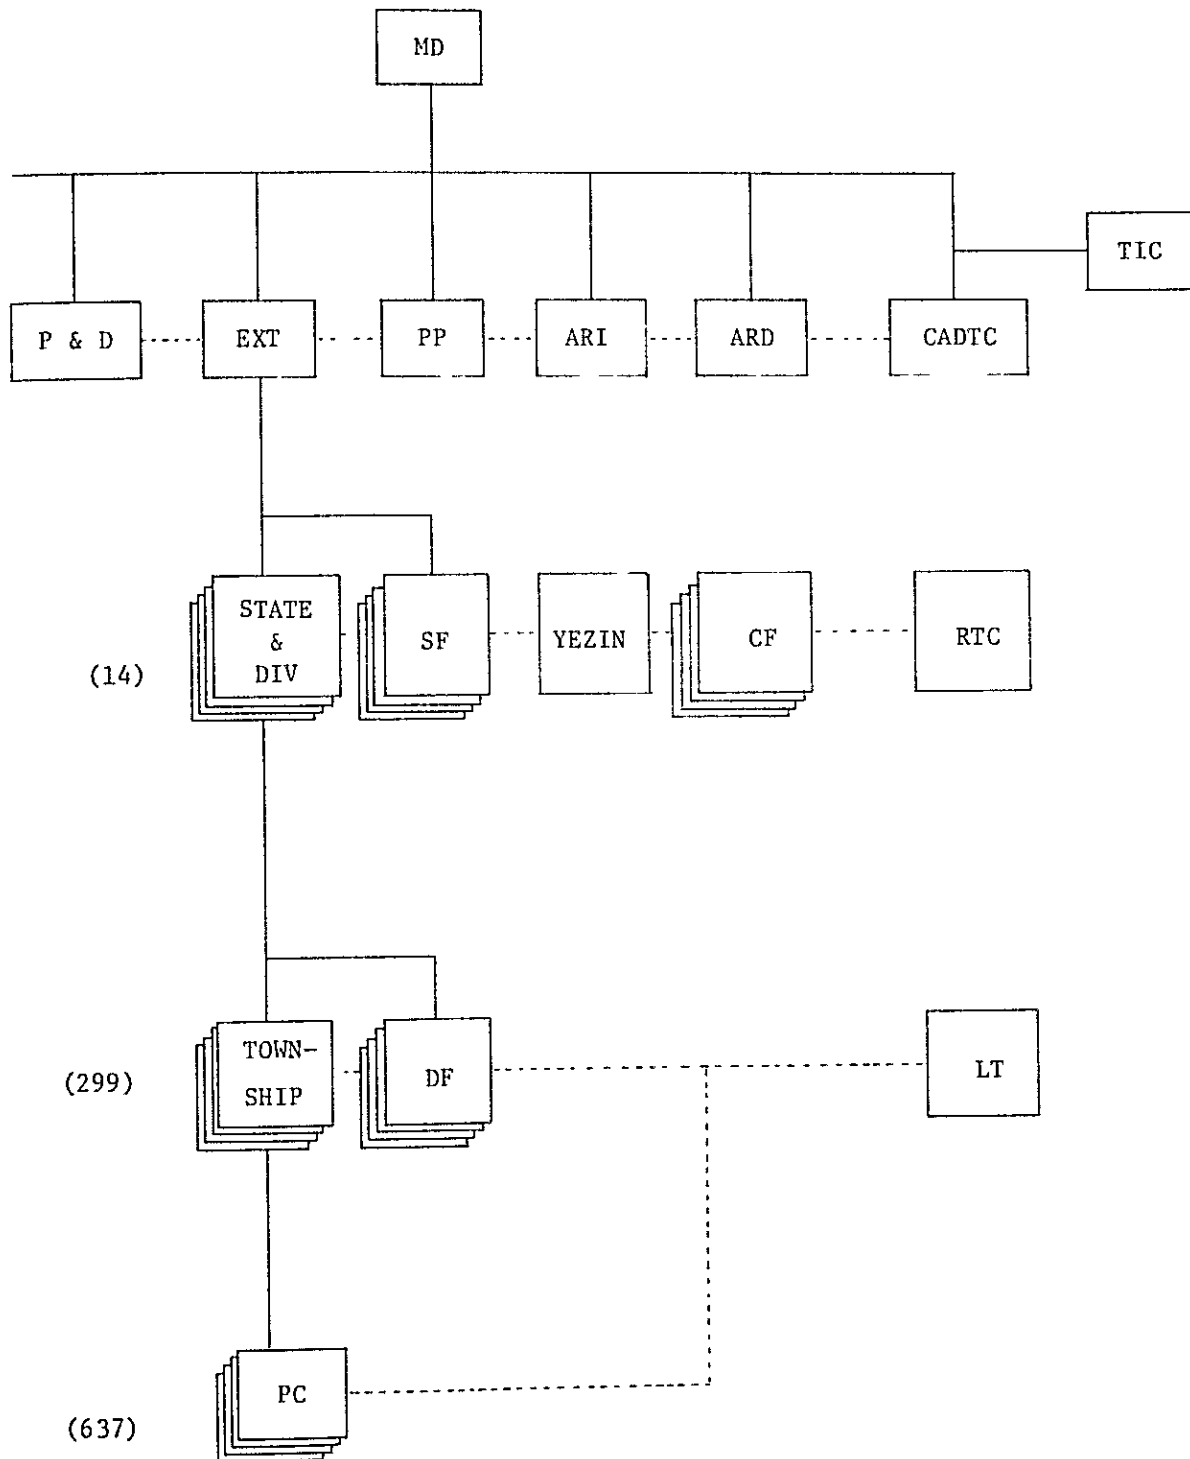 MD
TIC
P & D
EXT
PP
ARI
ARD
CADTC
STATE
&
DIV
SF
YEZIN
CF
RTC
(14)
TOWN-
SHIP
DF
LT
(299)
PC
(637)